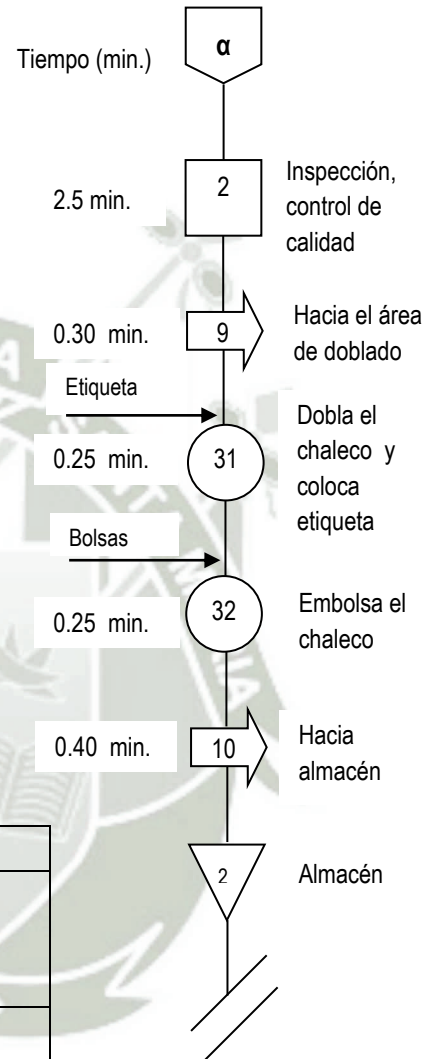 α
Tiempo (min.)
2.5 min.
2
Inspección,
control de
calidad
0.30 min.
9
Hacia el área
de doblado
Etiqueta
0.25 min.
31
Dobla el
chaleco y
coloca
etiqueta
Bolsas
0.25 min.
32
Embolsa el
chaleco
0.40 min.
10
Hacia
almacén
2
Almacén